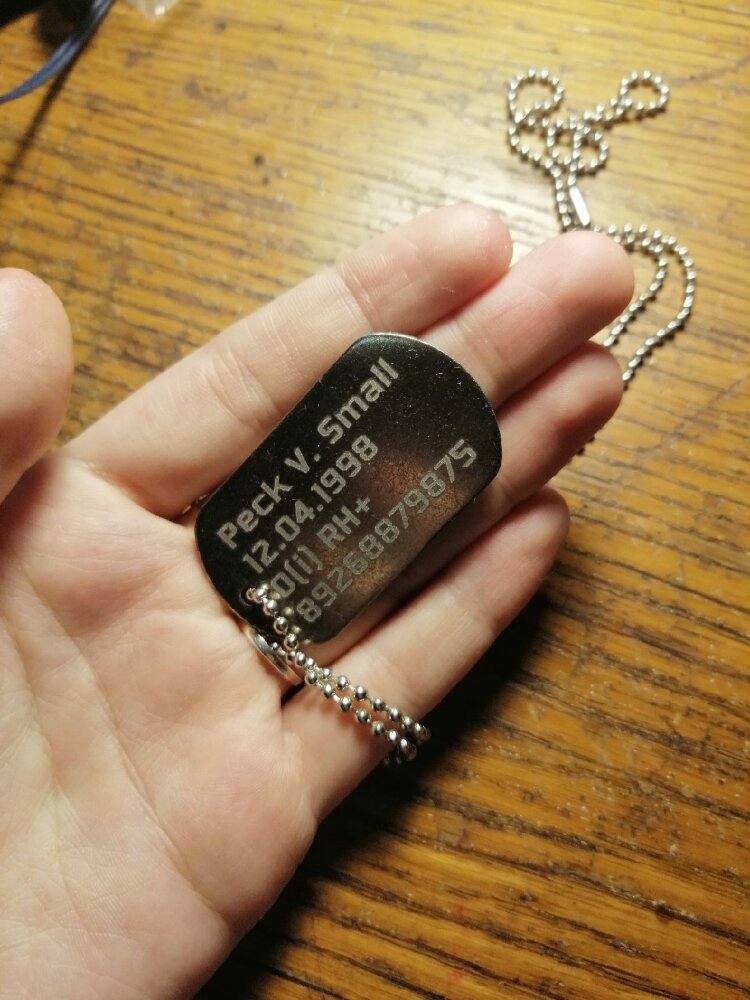 Peck V. Small
12.04.1998
0(I) RH+
89268879875